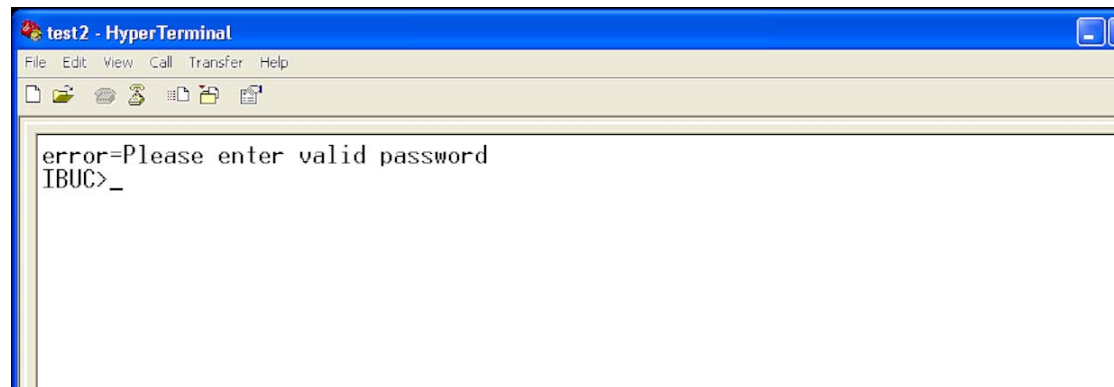 test2 - HyperTerminal
File Edit View Call Transfer Help
error=Please enter valid password
IBUC>_